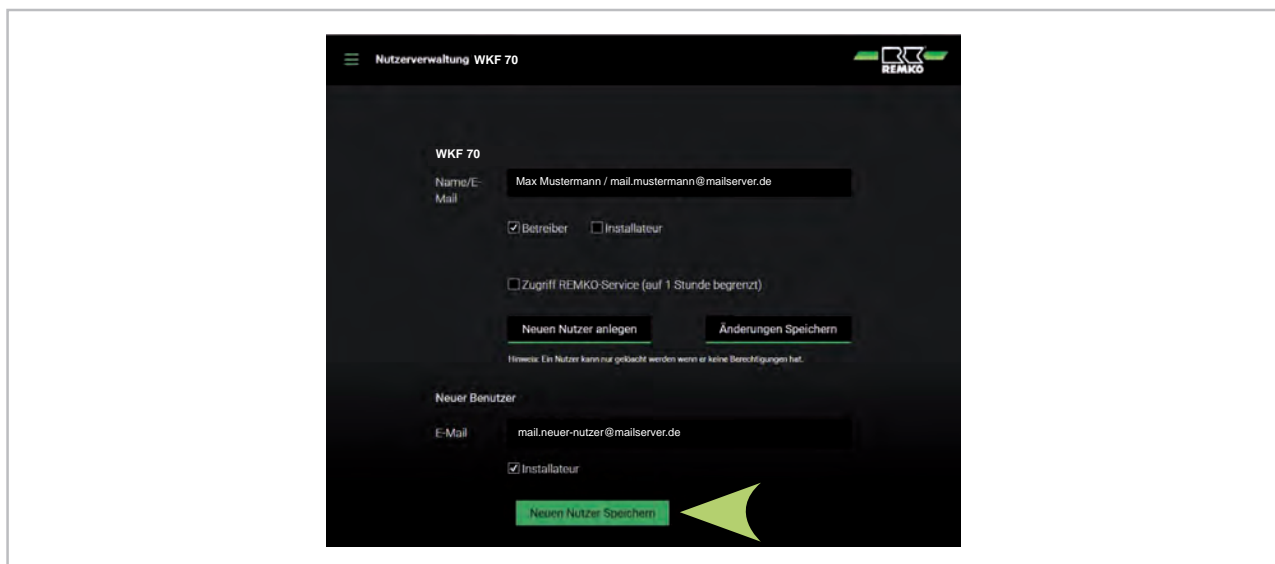 Nutzerverwaltung WKF 70
REMKO
WKF 70
Name/E-
Mail
Max Mustermann / mail.mustermann@mailserver.de
Betreiber Installateur
Zugriff REMKO-Service (auf 1 Stunde begrenzt)
Neuen Nutzer anlegen Änderungen Speichern
Hinweis: Ein Nutzer kann nur gelöscht werden wenn er keine Berechtigungen hat.
Neuer Benutzer
E-Mail mail.neuer-nutzer@mailserver.de
Installateur
Neuen Nutzer Speichern